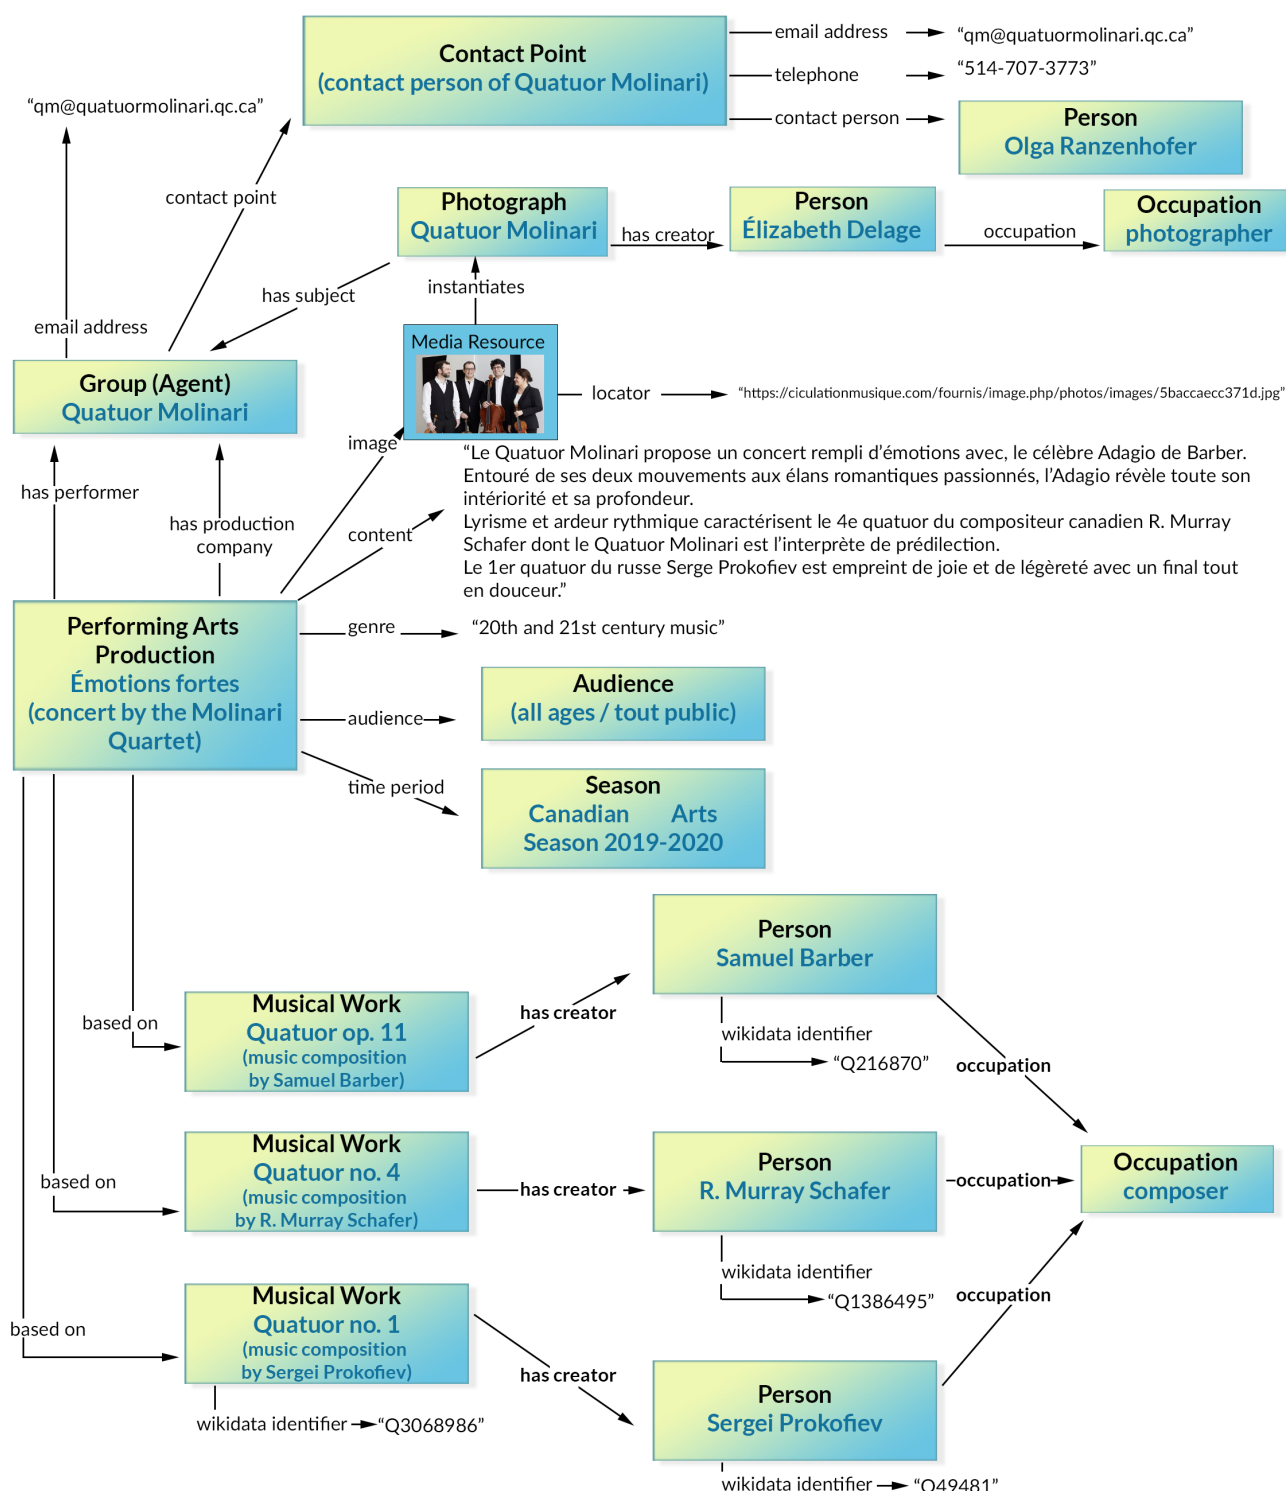 Contact Point
(contact person of Quatuor Molinari)
email address
“qm@quatuormolinari.qc.ca”
telephone
“514-707-3773”
contact person
Person
Olga Ranzenhofer
“qm@quatuormolinari.qc.ca”
contact point
email address
Photograph
Quatuor Molinari
has creator
Person
Élizabeth Delage
occupation
Occupation
photographer
has subject
instantiates
Media Resource
locator
“https://ciculationmusique.com/fournis/image.php/photos/images/5baccaecc371d.jpg”
Group (Agent)
Quatuor Molinari
has performer
has production
company
image
content
“Le Quatuor Molinari propose un concert rempli d’émotions avec, le célèbre Adagio de Barber.
Entouré de ses deux mouvements aux élans romantiques passionnés, l’Adagio révèle toute son
intériorité et sa profondeur.
Lyrisme et ardeur rythmique caractérisent le 4e quatuor du compositeur canadien R. Murray
Schafer dont le Quatuor Molinari est l’interprète de prédilection.
Le 1er quatuor du russe Serge Prokofiev est empreint de joie et de légèreté avec un final tout
en douceur.”
Performing Arts
Production
Émotions fortes
(concert by the Molinari
Quartet)
genre
“20th and 21st century music”
audience
Audience
(all ages / tout public)
time period
Season
Canadian Arts
Season 2019-2020
based on
Musical Work
Quatuor op. 11
(music composition
by Samuel Barber)
has creator
Person
Samuel Barber
wikidata identifier
“Q216870”
occupation
based on
Musical Work
Quatuor no. 4
(music composition
by R. Murray Schafer)
has creator
Person
R. Murray Schafer
occupation
Occupation
composer
wikidata identifier
“Q1386495”
occupation
based on
Musical Work
Quatuor no. 1
(music composition
by Sergei Prokofiev)
has creator
wikidata identifier
“Q3068986”
Person
Sergei Prokofiev
wikidata identifier
“Q49481”